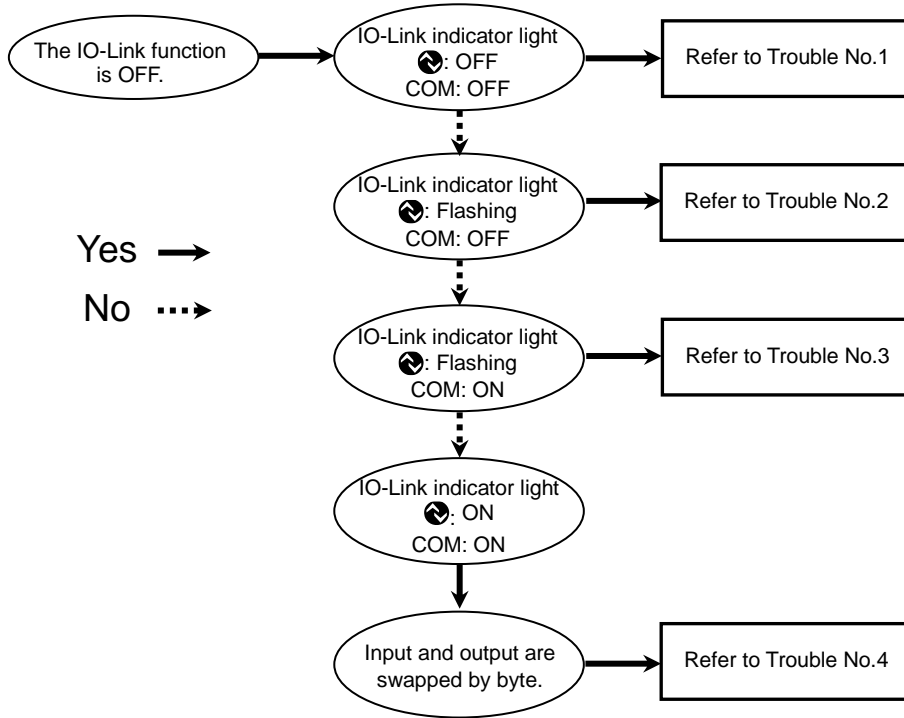 The IO-Link function
is OFF.
IO-Link indicator light
: OFF
COM: OFF
Refer to Trouble No.1
IO-Link indicator light
: Flashing
COM: OFF
Refer to Trouble No.2
Yes
No
IO-Link indicator light
: Flashing
COM: ON
Refer to Trouble No.3
IO-Link indicator light
: ON
COM: ON
Input and output are
swapped by byte.
Refer to Trouble No.4